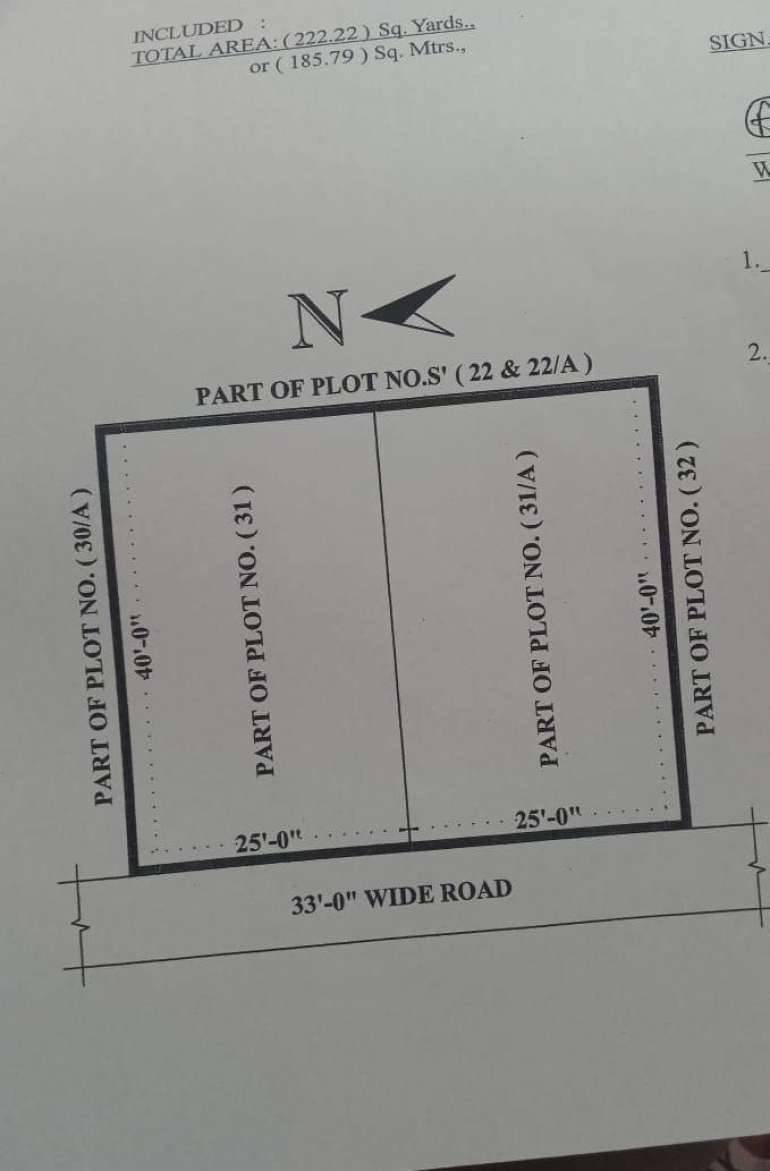 INCLUDED :
TOTAL AREA: ( 222.22 ) Sq. Yards.,
or ( 185.79 ) Sq. Mtrs.,
SIGN.
W
1.
2.
N
PART OF PLOT NO.S' ( 22 & 22/A )
PART OF PLOT NO. ( 30/A )
40'-0"
PART OF PLOT NO. ( 31 )
PART OF PLOT NO. ( 31/A )
40'-0"
PART OF PLOT NO. ( 32 )
25'-0"
25'-0"
33'-0" WIDE ROAD